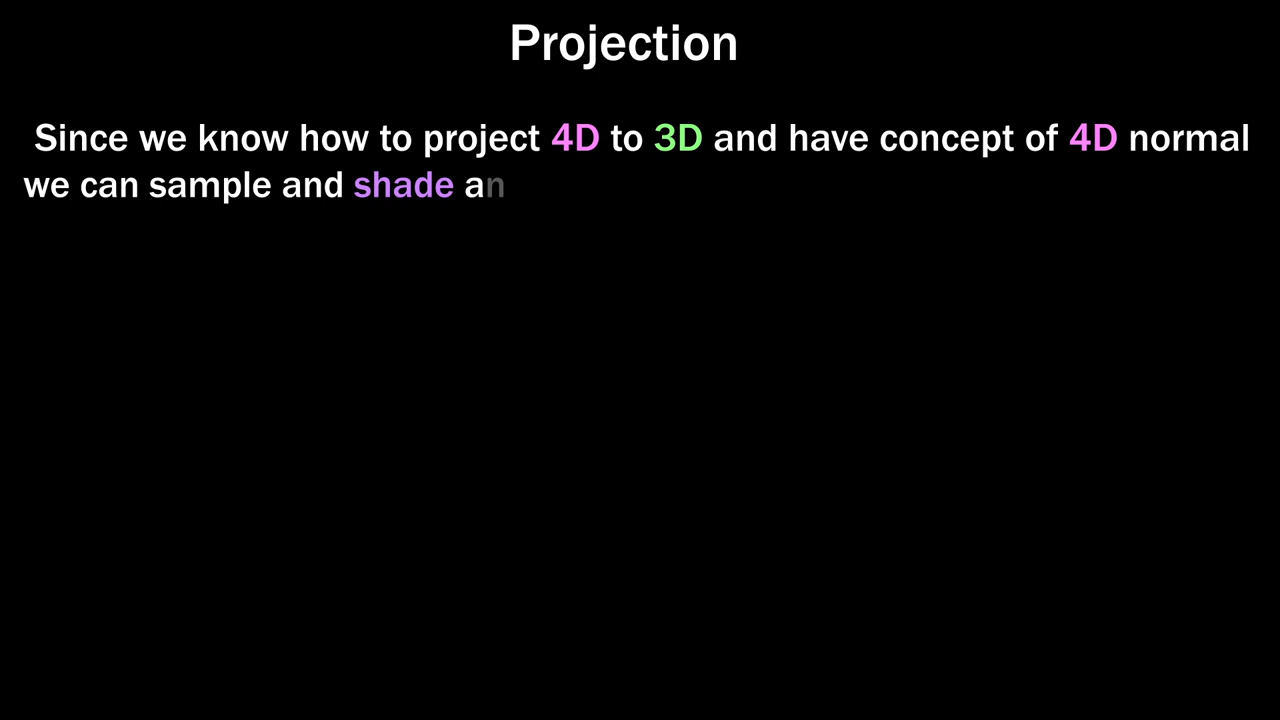 Projection
Since we know how to project 4D to 3D and have concept of 4D normal
we can sample and shade an